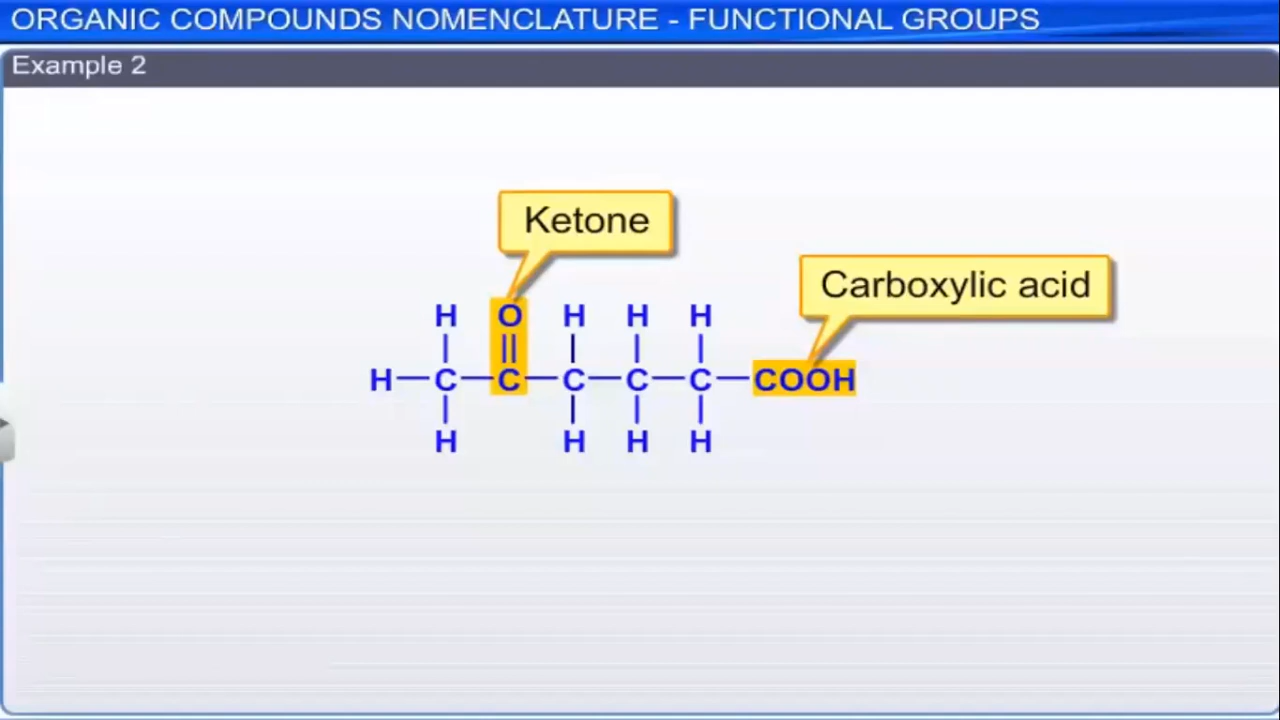 ORGANIC COMPOUNDS NOMENCLATURE - FUNCTIONAL GROUPS
Example 2
Ketone
Carboxylic acid
H O H H H
H—C—C—C—C—C—COOH
H H H H